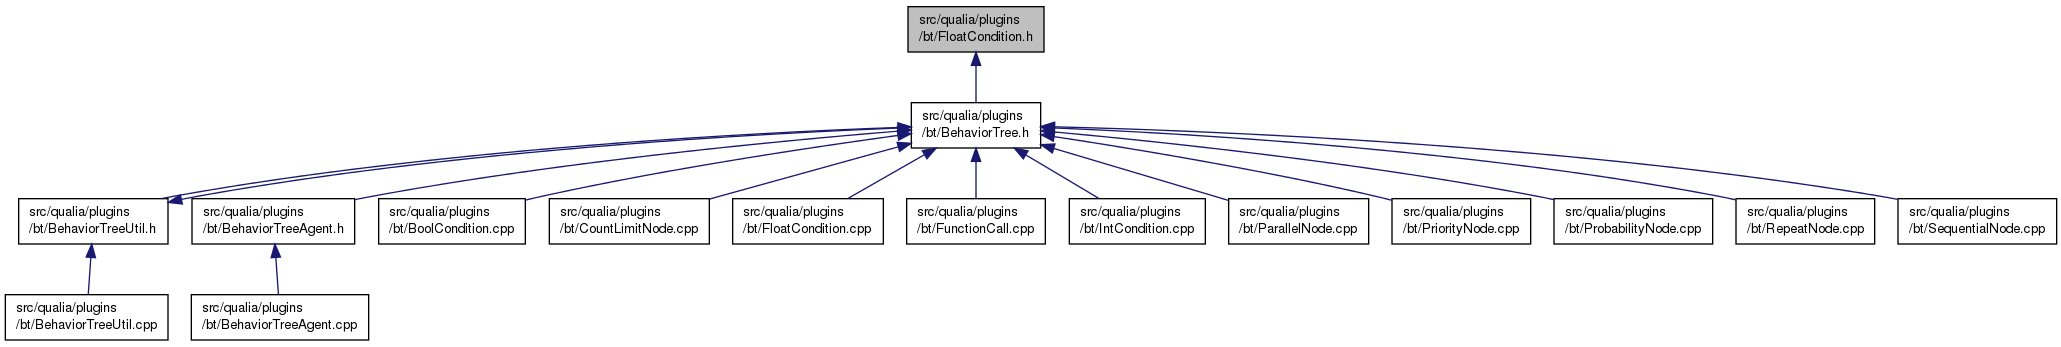 src/qualia/plugins
/bt/FloatCondition.h
src/qualia/plugins
/bt/BehaviorTree.h
src/qualia/plugins
/bt/BehaviorTreeUtil.h
src/qualia/plugins
/bt/BehaviorTreeAgent.h
src/qualia/plugins
/bt/BoolCondition.cpp
src/qualia/plugins
/bt/CountLimitNode.cpp
src/qualia/plugins
/bt/FloatCondition.cpp
src/qualia/plugins
/bt/FunctionCall.cpp
src/qualia/plugins
/bt/IntCondition.cpp
src/qualia/plugins
/bt/ParallelNode.cpp
src/qualia/plugins
/bt/PriorityNode.cpp
src/qualia/plugins
/bt/ProbabilityNode.cpp
src/qualia/plugins
/bt/RepeatNode.cpp
src/qualia/plugins
/bt/SequentialNode.cpp
src/qualia/plugins
/bt/BehaviorTreeUtil.cpp
src/qualia/plugins
/bt/BehaviorTreeAgent.cpp